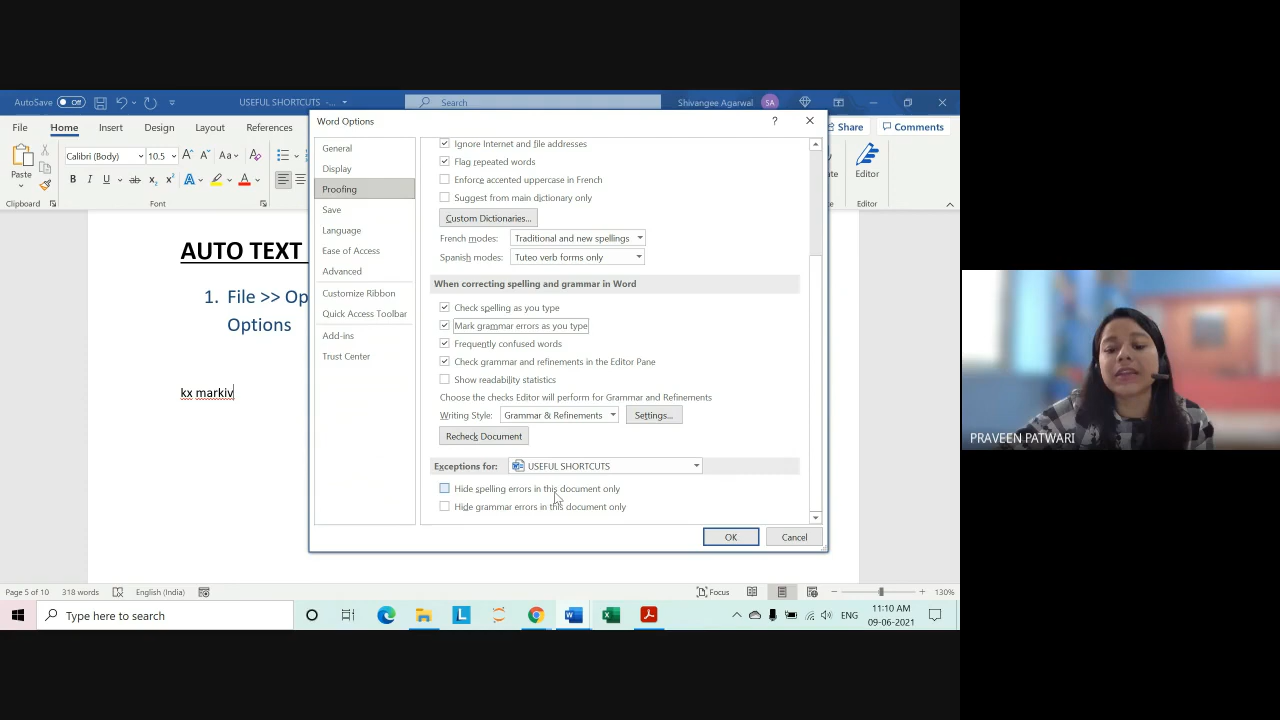 AutoSave Off USEFUL SHORTCUTS - Search Shivangee Agarwal SA
File Home Insert Design Layout References Share Comments
Word Options
Paste
Calibri (Body) 10.5
Editor
Clipboard Font Editor
General
Display
Proofing
Save
Language
Ease of Access
Advanced
Customize Ribbon
Quick Access Toolbar
Add-ins
Trust Center
Ignore Internet and file addresses
Flag repeated words
Enforce accented uppercase in French
Suggest from main dictionary only
Custom Dictionaries...
French modes: Traditional and new spellings
Spanish modes: Tuteo verb forms only
When correcting spelling and grammar in Word
Check spelling as you type
Mark grammar errors as you type
Frequently confused words
Check grammar and refinements in the Editor Pane
Show readability statistics
Choose the checks Editor will perform for Grammar and Refinements
Writing Style: Grammar & Refinements Settings...
Recheck Document
Exceptions for: USEFUL SHORTCUTS
Hide spelling errors in this document only
Hide grammar errors in this document only
OK Cancel
AUTO TEXT
1. File >> Op
Options
kx markiv
Page 5 of 10 318 words English (India) Focus 130%
Type here to search ENG 11:10 AM
09-06-2021
PRAVEEN PATWARI